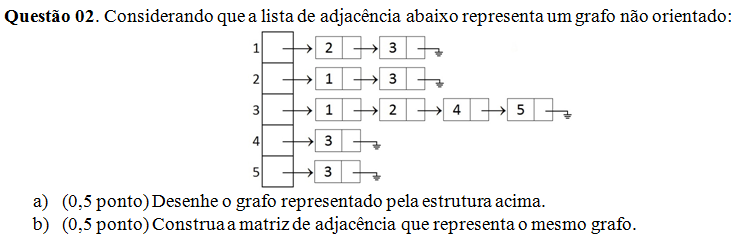 Questão 02. Considerando que a lista de adjacência abaixo representa um grafo não orientado:
1 2 3
2 1 3
3 1 2 4 5
4 3
5 3
a) (0,5 ponto) Desenhe o grafo representado pela estrutura acima.
b) (0,5 ponto) Construa a matriz de adjacência que representa o mesmo grafo.